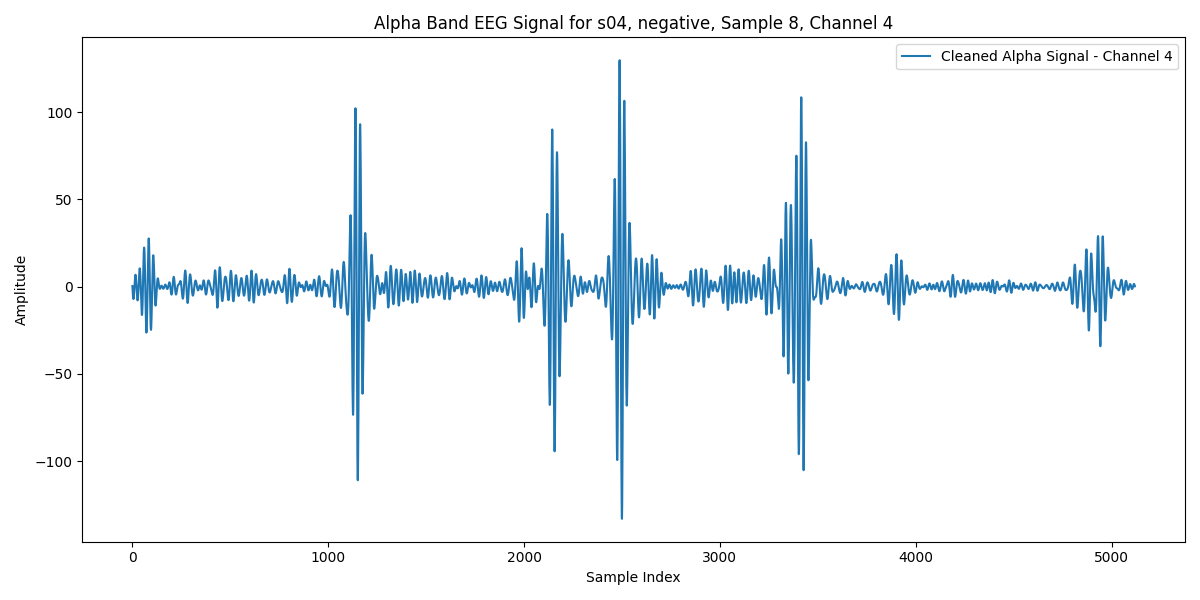 Alpha Band EEG Signal for s04, negative, Sample 8, Channel 4
Cleaned Alpha Signal - Channel 4
Amplitude
100
50
0
−50
−100
0 1000 2000 3000 4000 5000
Sample Index